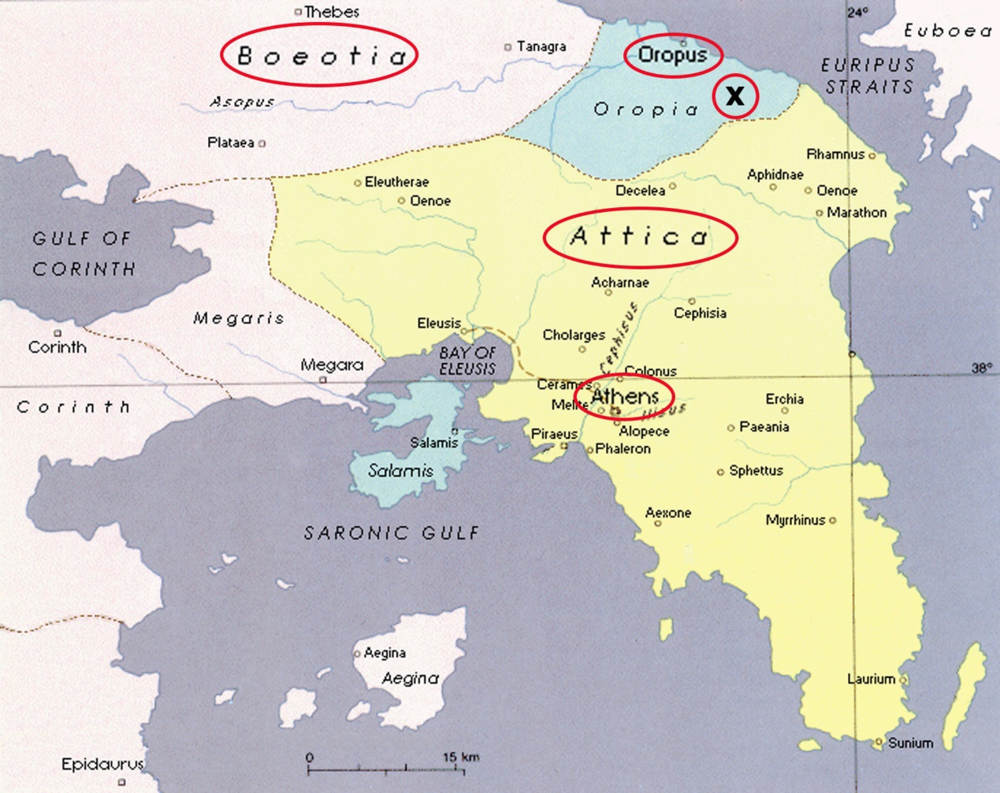 Thebes
24°
Euboea
Boeotia
Tanagra
Oropus
EURIPUS
STRAITS
X
Asopus
Oropia
Plataea
Rhamnus
Eleutherae
Aphidnae
Decelea
Oenoe
Oenoe
Marathon
GULF OF
CORINTH
Attica
Acharnae
Cephisia
Megaris
Eleusis
Cephisus
Cholarges
Corinth
BAY OF
ELEUSIS
Megara
Colonus
38°
Cerames
Athens
Corinth
Melite
Ilisus
Erchia
Alopece
Paeania
Piraeus
Salamis
Phaleron
Salamis
Sphettus
Aexone
Myrrhinus
SARONIC GULF
Aegina
Aegina
Laurium
Sunium
0 15 km
Epidaurus